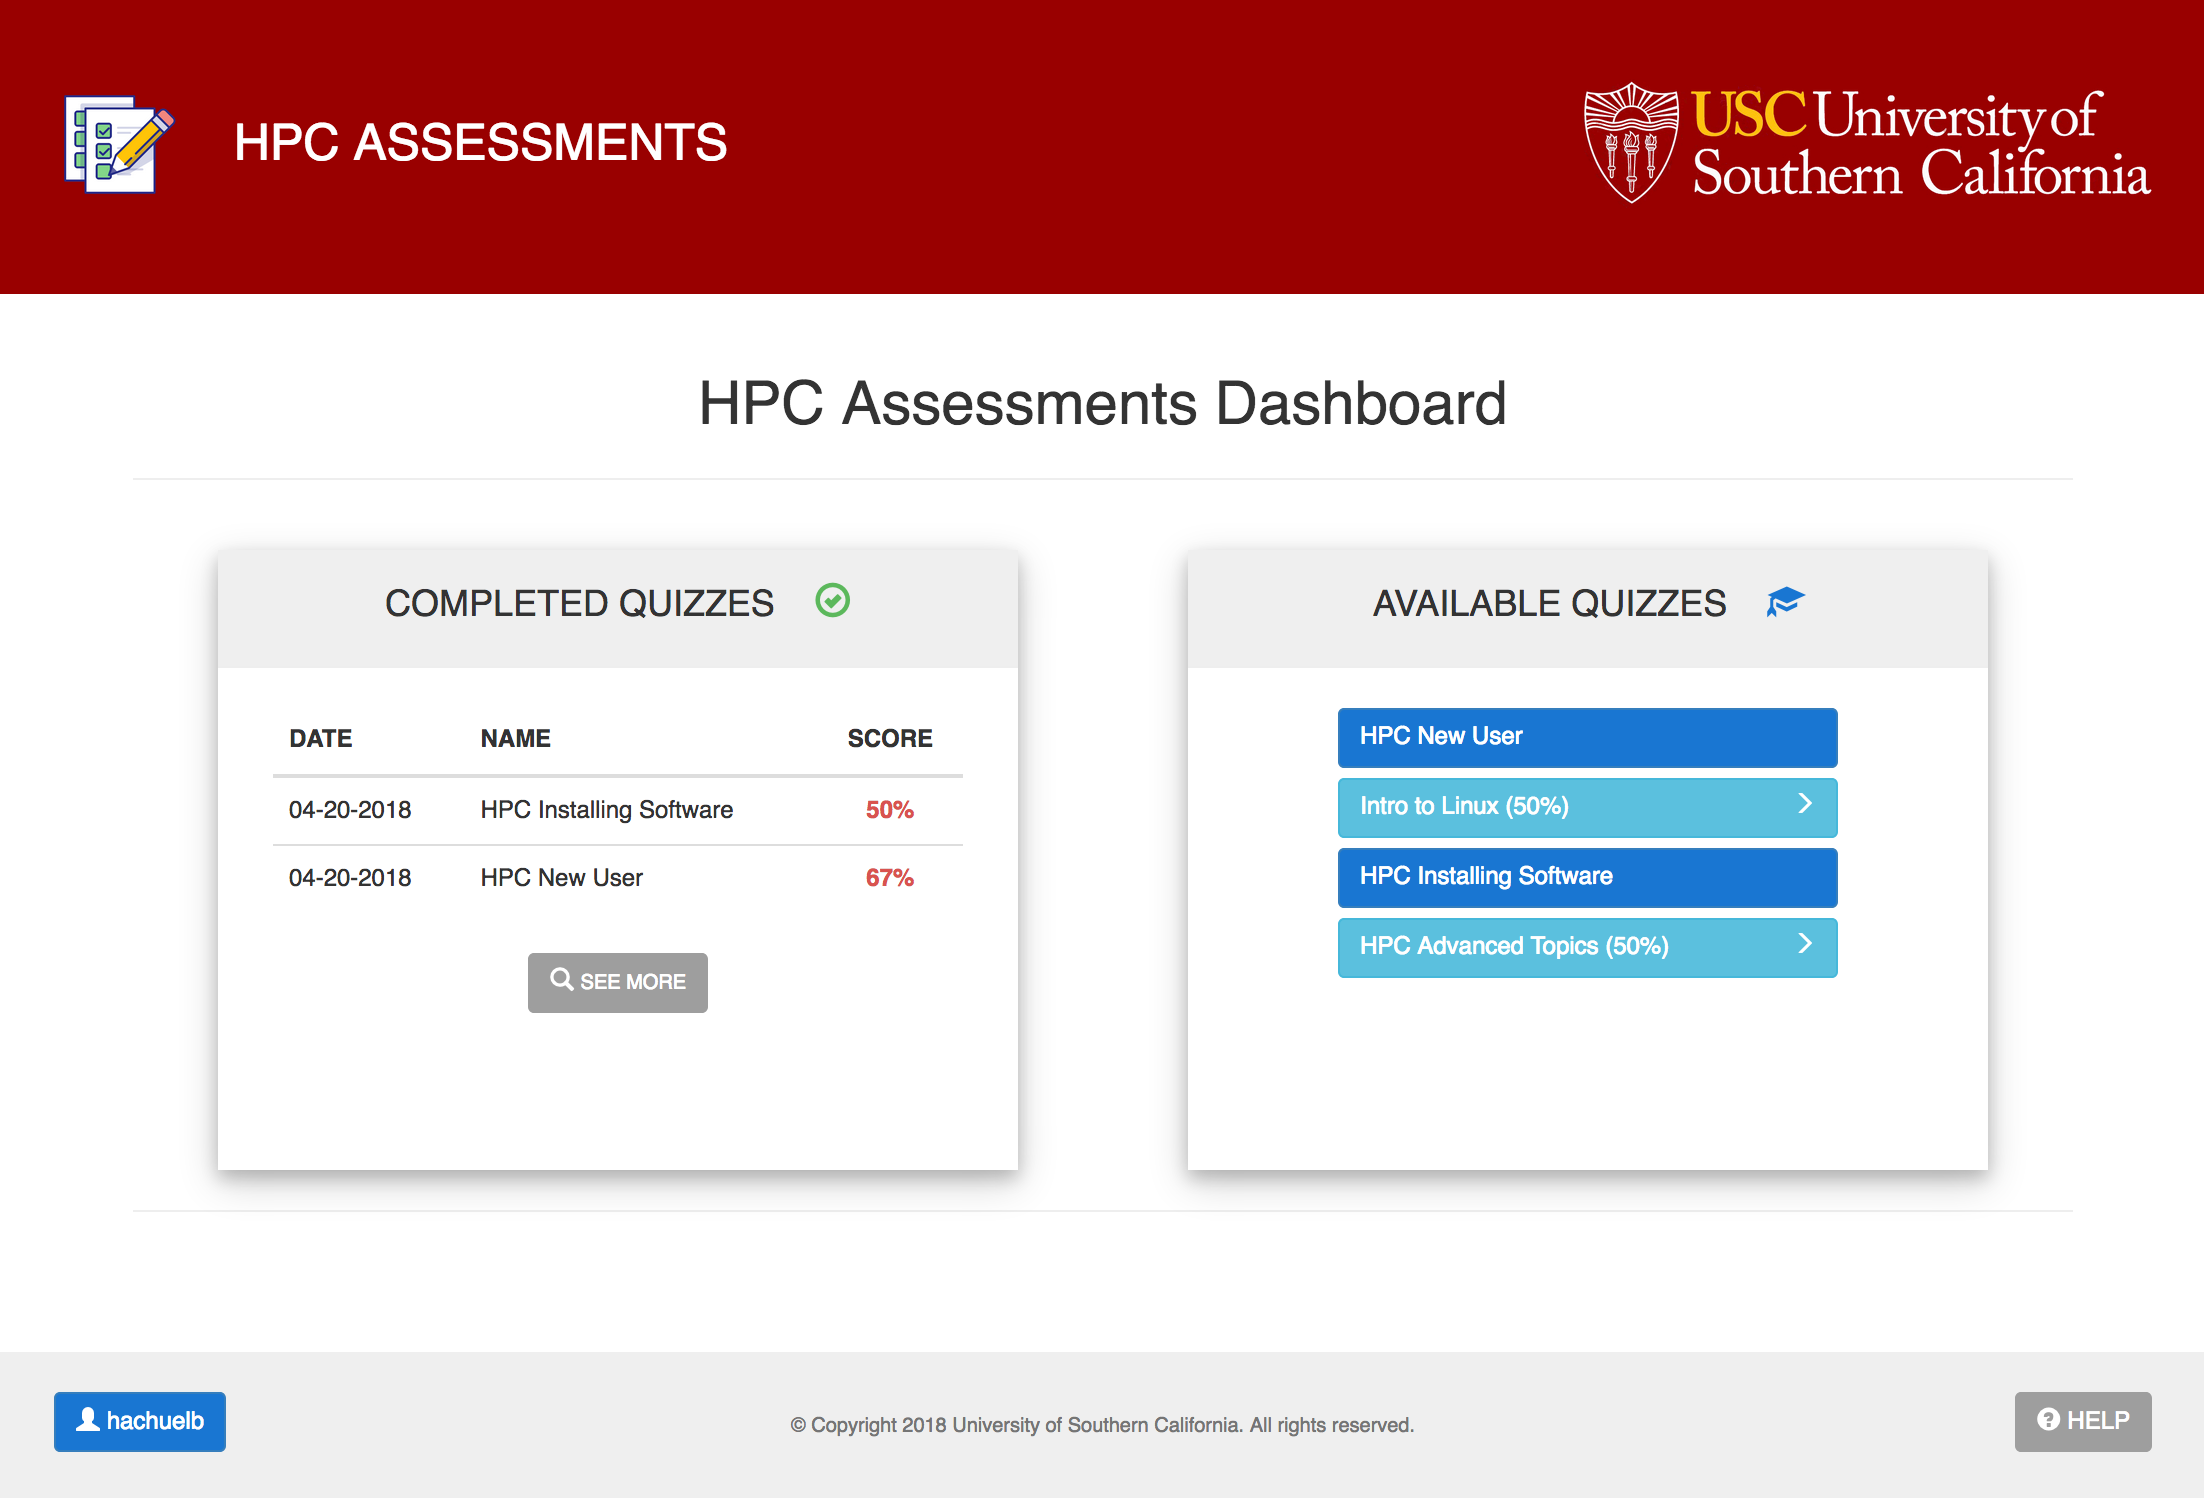 HPC ASSESSMENTS
USC University of
Southern California
HPC Assessments Dashboard
COMPLETED QUIZZES
DATE NAME SCORE
04-20-2018 HPC Installing Software 50%
04-20-2018 HPC New User 67%
SEE MORE
AVAILABLE QUIZZES
HPC New User
Intro to Linux (50%)
HPC Installing Software
HPC Advanced Topics (50%)
hachuelb
© Copyright 2018 University of Southern California. All rights reserved.
HELP